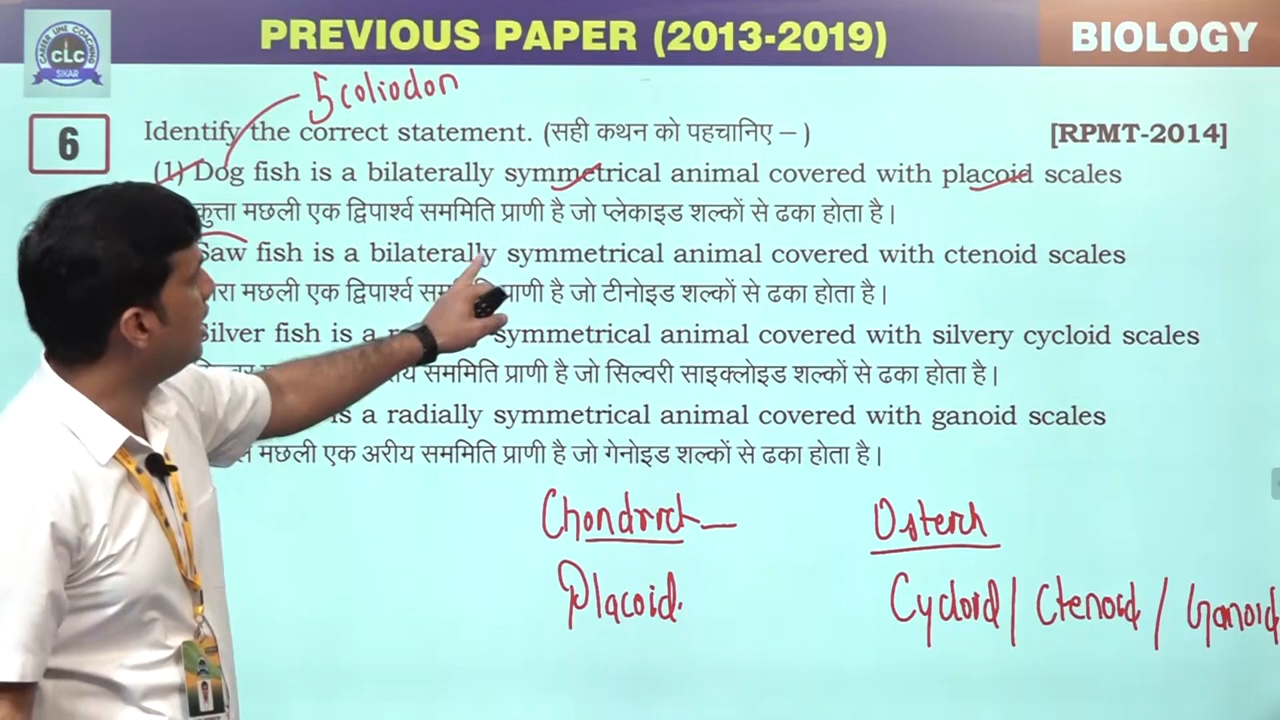 PREVIOUS PAPER (2013-2019)
BIOLOGY
CAREER LINE COACHING
CLC
SIKAR
Scoliodon
6
Identify the correct statement. (सही कथन को पहचानिए – )
[RPMT-2014]
(1) Dog fish is a bilaterally symmetrical animal covered with placoid scales
कुत्ता मछली एक द्विपार्श्व सममिति प्राणी है जो प्लेकाइड शल्कों से ढका होता है।
Saw fish is a bilaterally symmetrical animal covered with ctenoid scales
मछली एक द्विपार्श्व प्राणी है जो टीनोइड शल्कों से ढका होता है।
Silver fish is a symmetrical animal covered with silvery cycloid scales
सममिति प्राणी है जो सिल्वरी साइक्लोइड शल्कों से ढका होता है।
is a radially symmetrical animal covered with ganoid scales
मछली एक अरीय सममिति प्राणी है जो गेनोइड शल्कों से ढका होता है।
Osteich
Placoid
Cycloid / Ctenoid / Ganoid